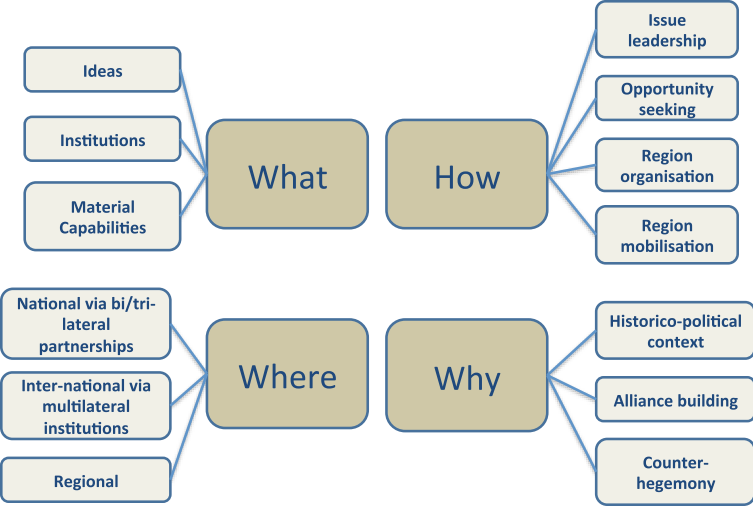 Ideas
Institutions
Material
Capabilities
What
How
Issue
leadership
Opportunity
seeking
Region
organisation
Region
mobilisation
National via bi/tri-
lateral
partnerships
Inter-national via
multilateral
institutions
Regional
Where
Why
Historico-political
context
Alliance building
Counter-
hegemony